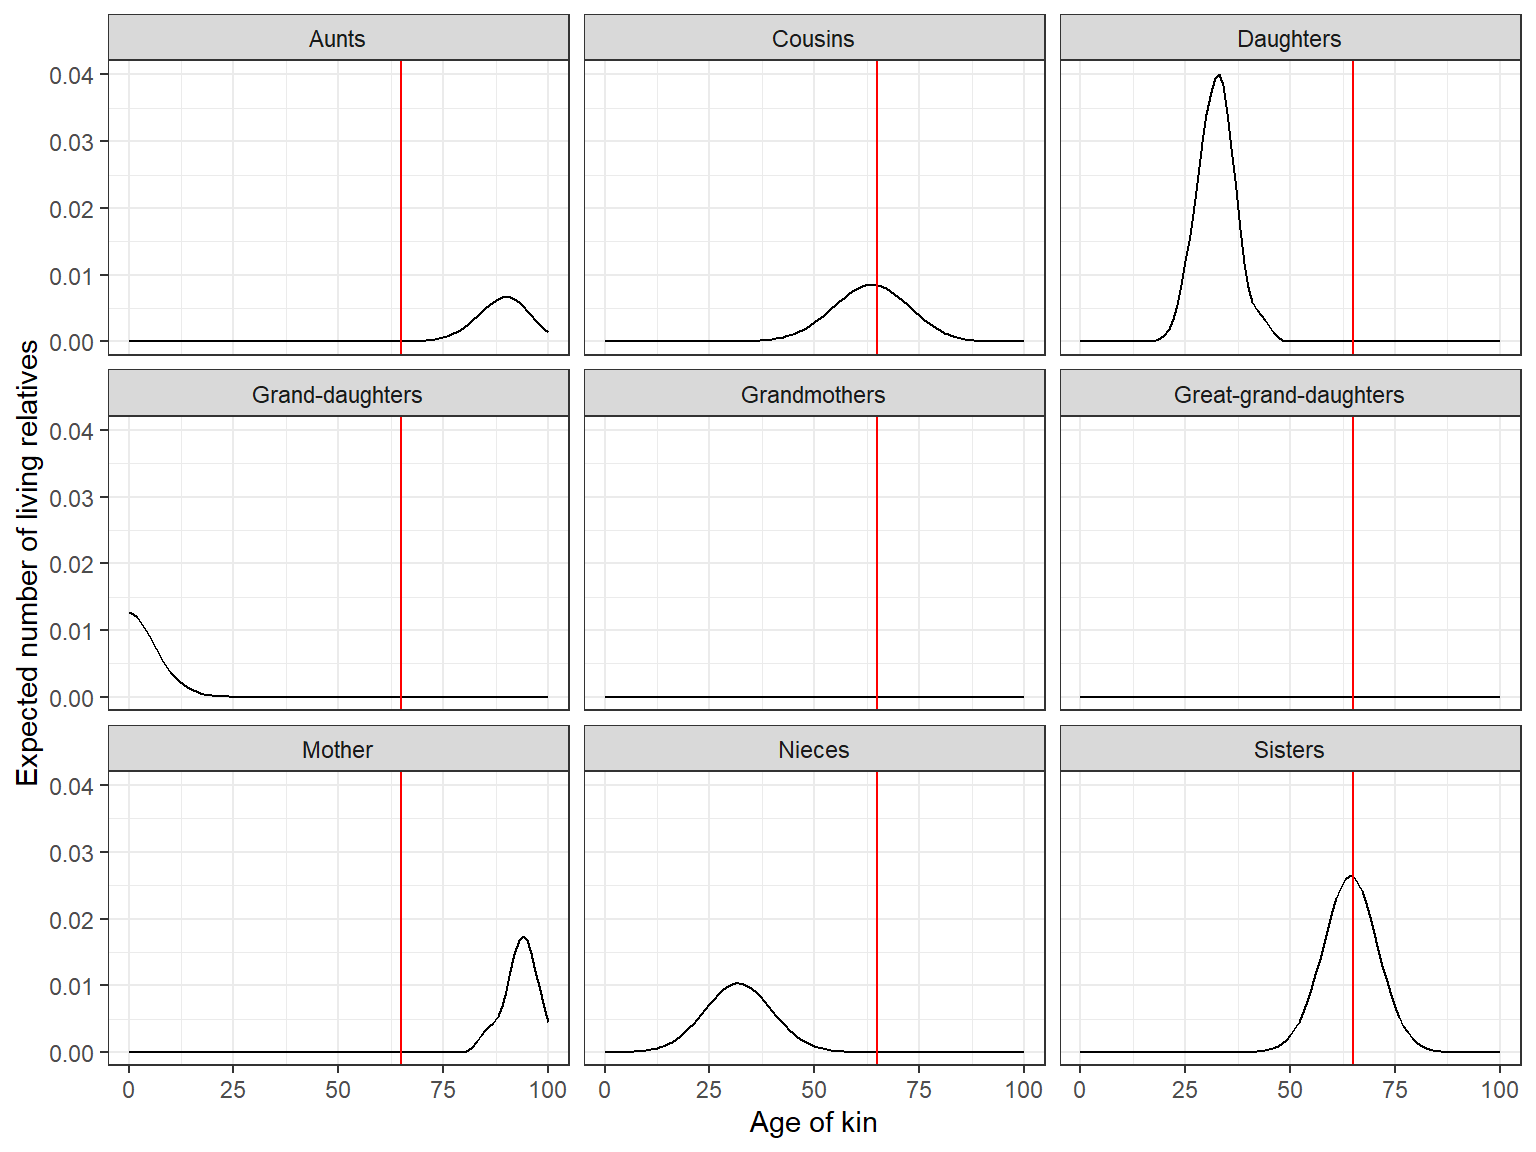 Aunts
Cousins
Daughters
0.04
0.03
0.02
0.01
0.00
Grand-daughters
Grandmothers
Great-grand-daughters
0.04
0.03
0.02
0.01
0.00
Mother
Nieces
Sisters
0.04
0.03
0.02
0.01
0.00
0 25 50 75 100
0 25 50 75 100
0 25 50 75 100
Age of kin
Expected number of living relatives